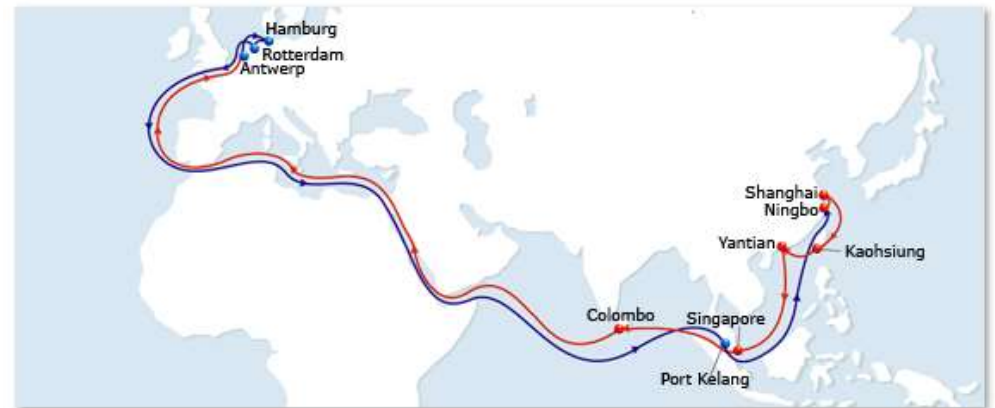 Hamburg
Rotterdam
Antwerp
Shanghai
Ningbo
Yantian
Kaohsiung
Colombo
Singapore
Port Kelang